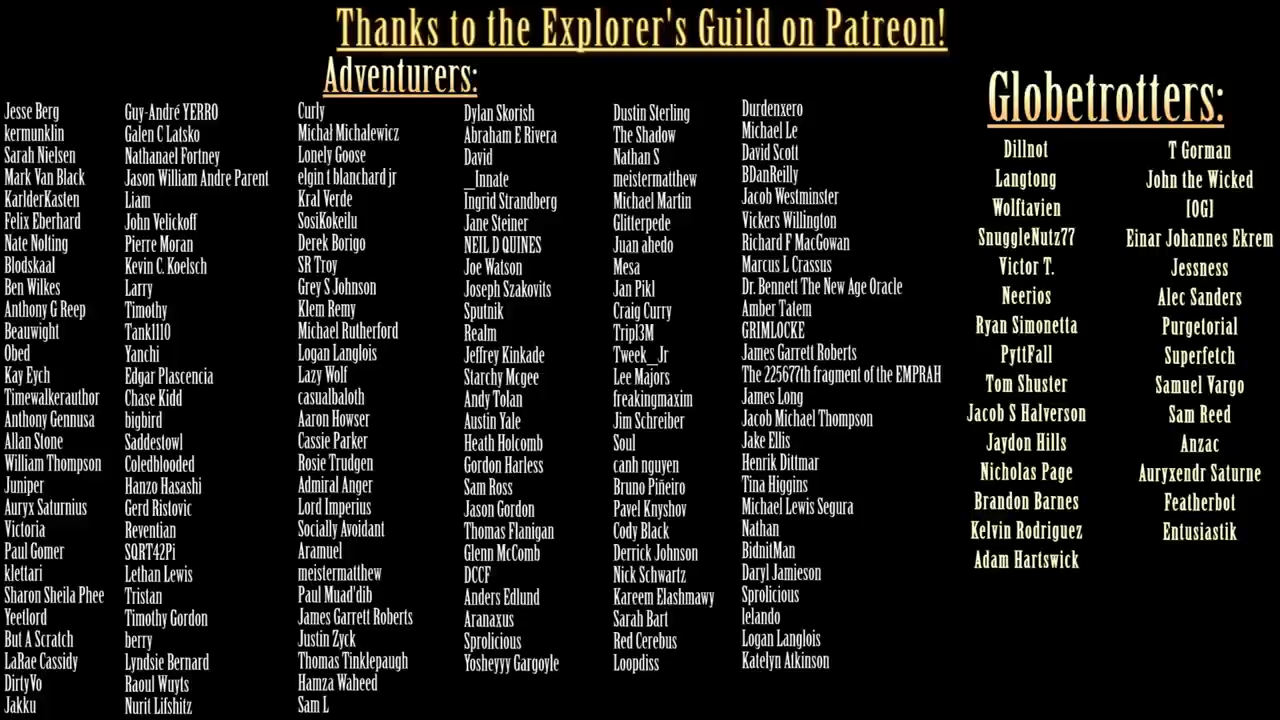 Thanks to the Explorer's Guild on Patreon!
Adventurers:
Jesse Berg
kermunklin
Sarah Nielsen
Mark Van Black
KarlderKasten
Felix Eberhard
Nate Nolting
Blodskaal
Ben Wilkes
Anthony G Reep
Beauwight
Obed
Kay Eych
Timewalkerauthor
Anthony Gennusa
Allan Stone
William Thompson
Juniper
Auryx Saturnius
Victoria
Paul Gomer
klettari
Sharon Sheila Phee
Yeetlord
But A Scratch
LaRae Cassidy
DirtyVo
Jakku
Guy-André YERRO
Galen C Latsko
Nathanael Fortney
Jason William Andre Parent
Liam
John Velickoff
Pierre Moran
Kevin C. Koelsch
Larry
Timothy
Tank1110
Yanchi
Edgar Plascencia
Chase Kidd
bigbird
Saddestowl
Coledblooded
Hanzo Hasashi
Gerd Ristovic
Reventian
SQRT42Pi
Lethan Lewis
Tristan
Timothy Gordon
berry
Lyndsie Bernard
Raoul Wuyts
Nurit Lifshitz
Curly
Michał Michalewicz
Lonely Goose
elgin t blanchard jr
Kral Verde
SosiKokeilu
Derek Borigo
SR Troy
Grey S Johnson
Klem Remy
Michael Rutherford
Logan Langlois
Lazy Wolf
casualbaloth
Aaron Howser
Cassie Parker
Rosie Trudgen
Admiral Anger
Lord Imperius
Socially Avoidant
Aramuel
meistermatthew
Paul Muad'dib
James Garrett Roberts
Justin Zyck
Thomas Tinklepaugh
Hamza Waheed
Sam L
Dylan Skorish
Abraham E Rivera
David
_Innate
Ingrid Strandberg
Jane Steiner
NEIL D QUINES
Joe Watson
Joseph Szakovits
Sputnik
Realm
Jeffrey Kinkade
Starchy Mcgee
Andy Tolan
Austin Yale
Heath Holcomb
Gordon Harless
Sam Ross
Jason Gordon
Thomas Flanigan
Glenn McComb
DCCF
Anders Edlund
Aranaxus
Sprolicious
Yosheyyy Gargoyle
Dustin Sterling
The Shadow
Nathan S
meistermatthew
Michael Martin
Glitterpede
Juan ahedo
Mesa
Jan Pikl
Craig Curry
Tripl3M
Tweek_Jr
Lee Majors
freakingmaxim
Jim Schreiber
Soul
canh nguyen
Bruno Piñeiro
Pavel Knyshov
Cody Black
Derrick Johnson
Nick Schwartz
Kareem Elashmawy
Sarah Bart
Red Cerebus
Loopdiss
Durdenxero
Michael Le
David Scott
BDanReilly
Jacob Westminster
Vickers Willington
Richard F MacGowan
Marcus L Crassus
Dr. Bennett The New Age Oracle
Amber Tatem
GRIMLOCKE
James Garrett Roberts
The 225677th fragment of the EMPRAH
James Long
Jacob Michael Thompson
Jake Ellis
Henrik Dittmar
Tina Higgins
Michael Lewis Segura
Nathan
BidnitMan
Daryl Jamieson
Sprolicious
lelando
Logan Langlois
Katelyn Atkinson
Globetrotters:
Dillnot
Langtong
Wolftavien
SnuggleNutz77
Victor T.
Neerios
Ryan Simonetta
PyttFall
Tom Shuster
Jacob S Halverson
Jaydon Hills
Nicholas Page
Brandon Barnes
Kelvin Rodriguez
Adam Hartswick
T Gorman
John the Wicked
[OG]
Einar Johannes Ekrem
Jessness
Alec Sanders
Purgetorial
Superfetch
Samuel Vargo
Sam Reed
Anzac
Auryxendr Saturne
Featherbot
Entusiastik